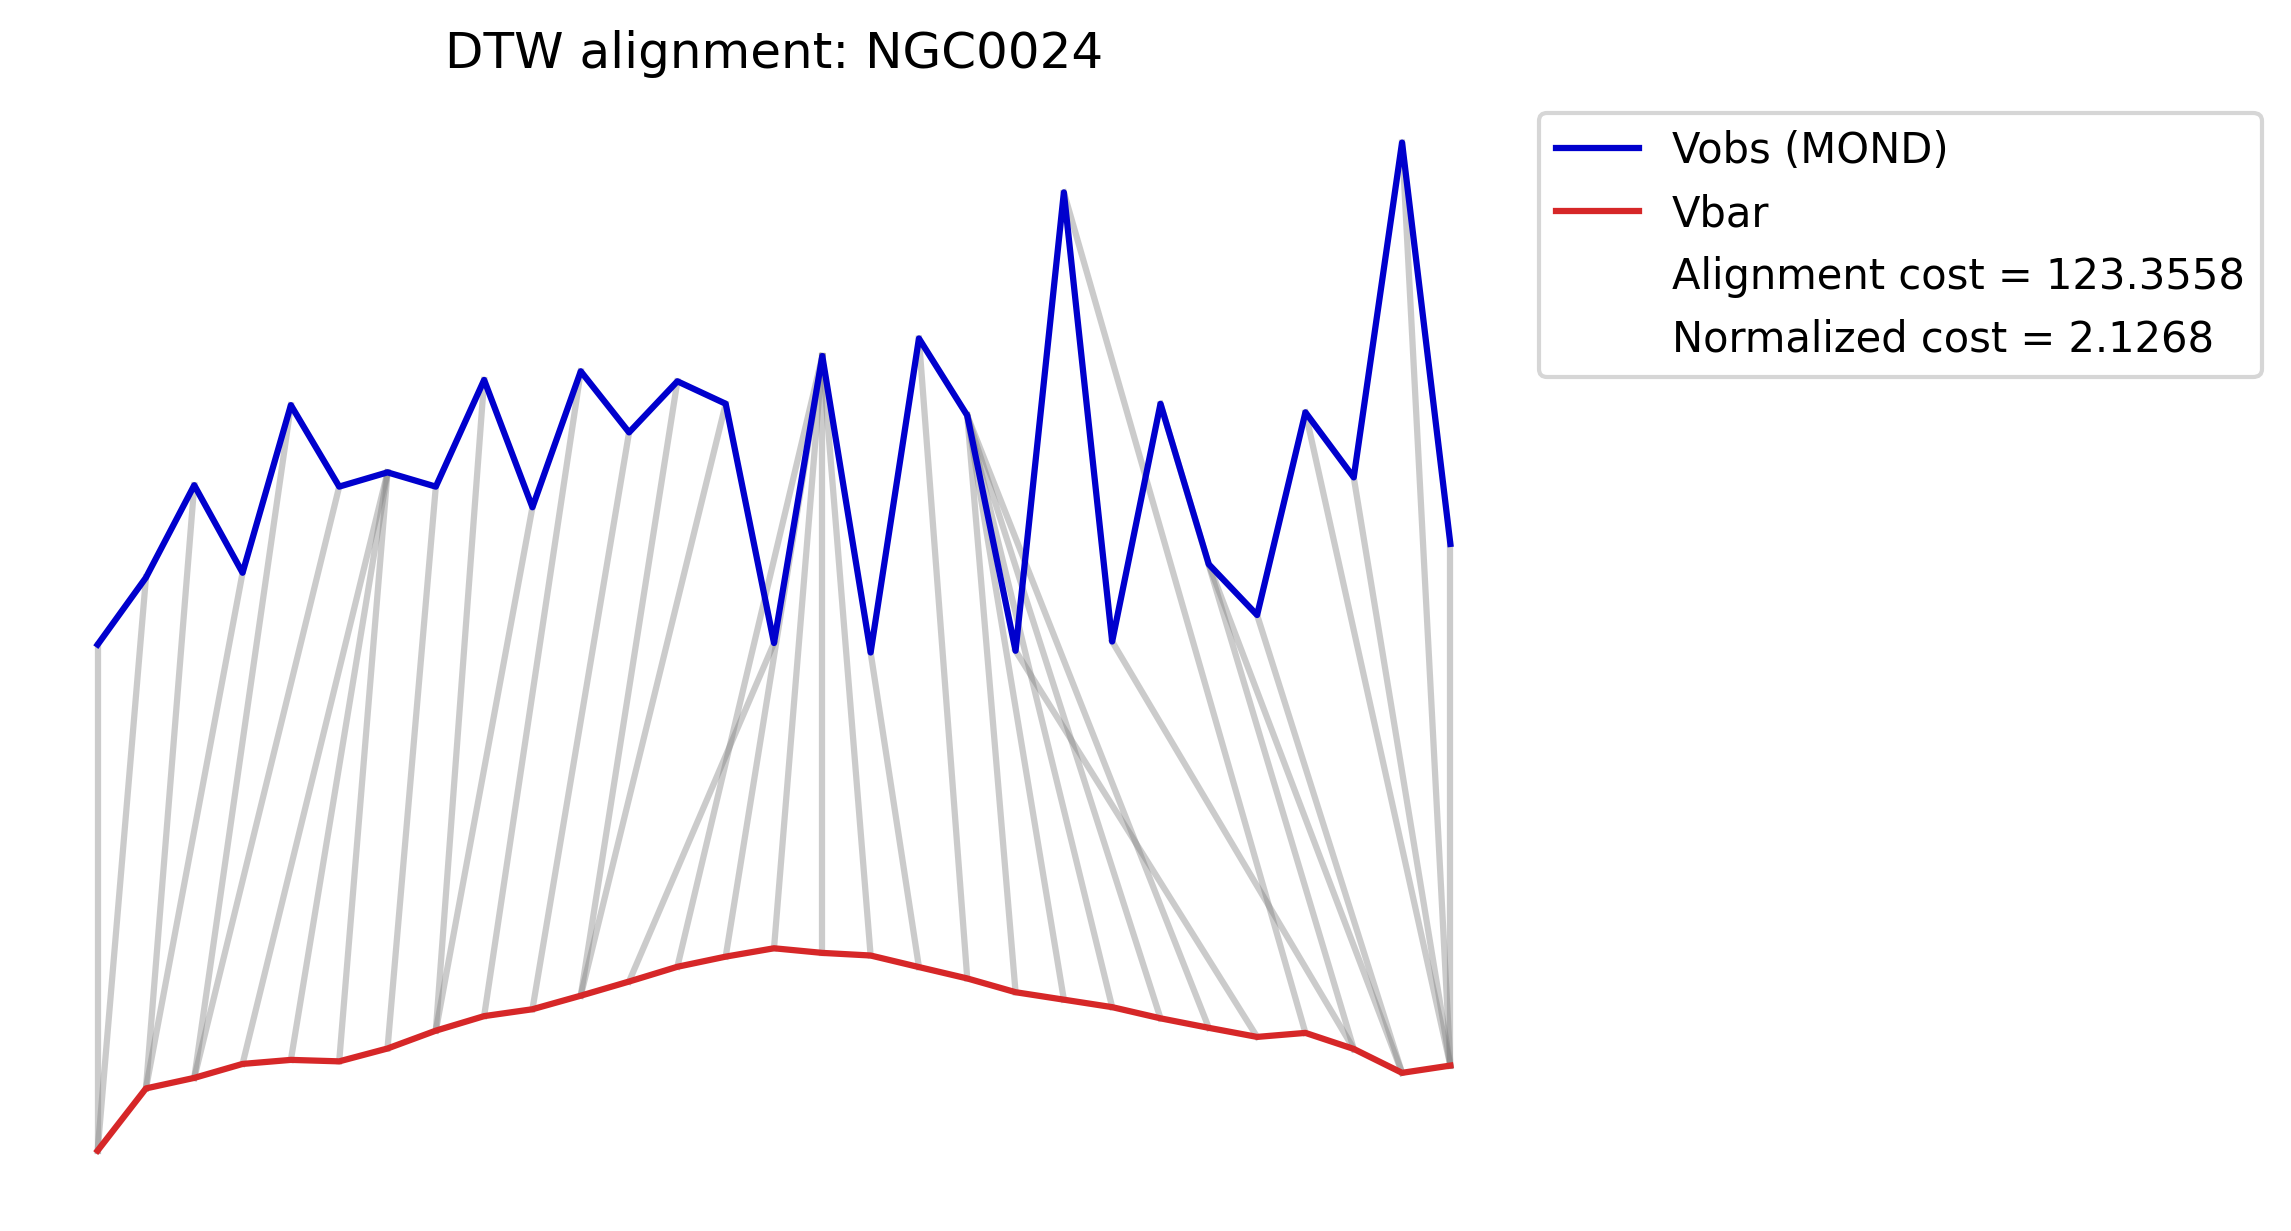 DTW alignment: NGC0024
Vobs (MOND)
Vbar
Alignment cost = 123.3558
Normalized cost = 2.1268